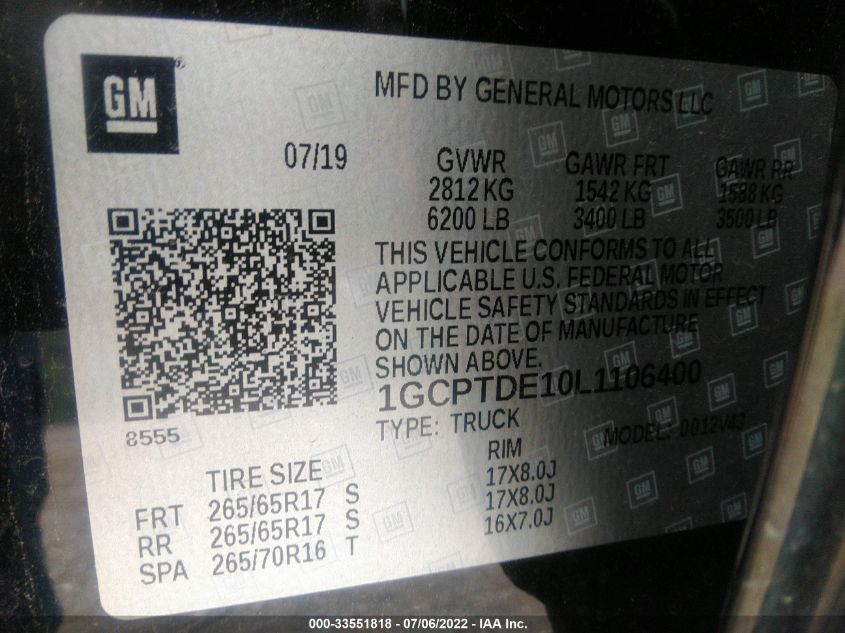 GM
MFD BY GENERAL MOTORS LLC
07/19 GVWR GAWR FRT GAWR RR
2812 KG 1542 KG 1588 KG
6200 LB 3400 LB 3500 LB
THIS VEHICLE CONFORMS TO ALL
APPLICABLE U.S. FEDERAL MOTOR
VEHICLE SAFETY STANDARDS IN EFFECT
ON THE DATE OF MANUFACTURE
SHOWN ABOVE.
1GCPTDE10L1106400
8555
TYPE: TRUCK MODEL: 0012V43
TIRE SIZE RIM
FRT 265/65R17 S 17X8.0J
RR 265/65R17 S 17X8.0J
SPA 265/70R16 T 16X7.0J
000-33551818 - 07/06/2022 - IAA Inc.